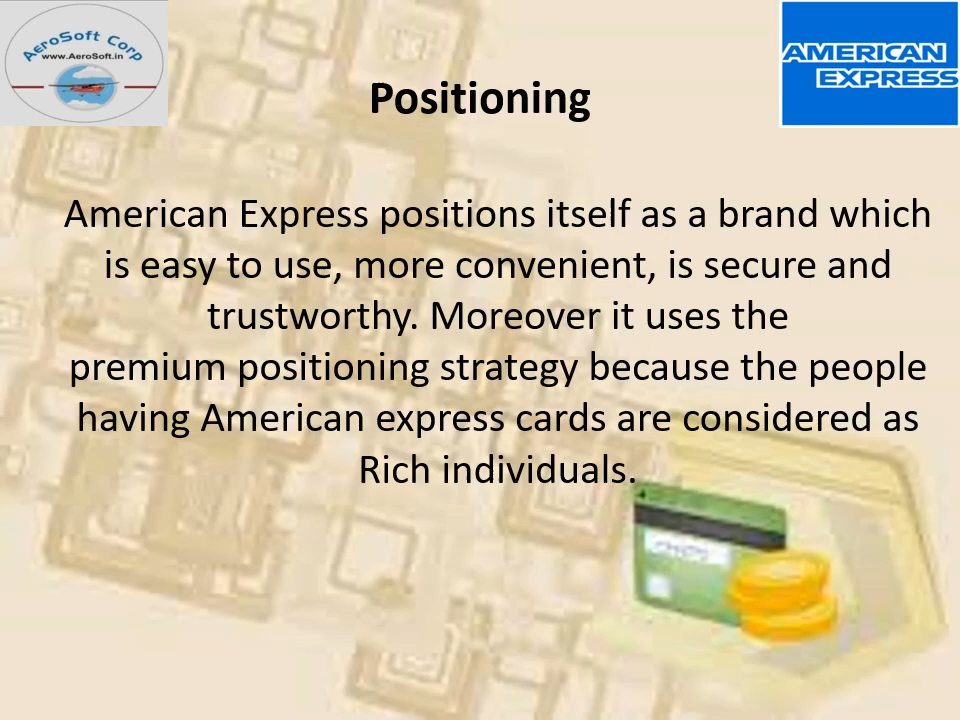 AeroSoft Corp
www.AeroSoft.in
AMERICAN
EXPRESS
Positioning
American Express positions itself as a brand which
is easy to use, more convenient, is secure and
trustworthy. Moreover it uses the
premium positioning strategy because the people
having American express cards are considered as
Rich individuals.